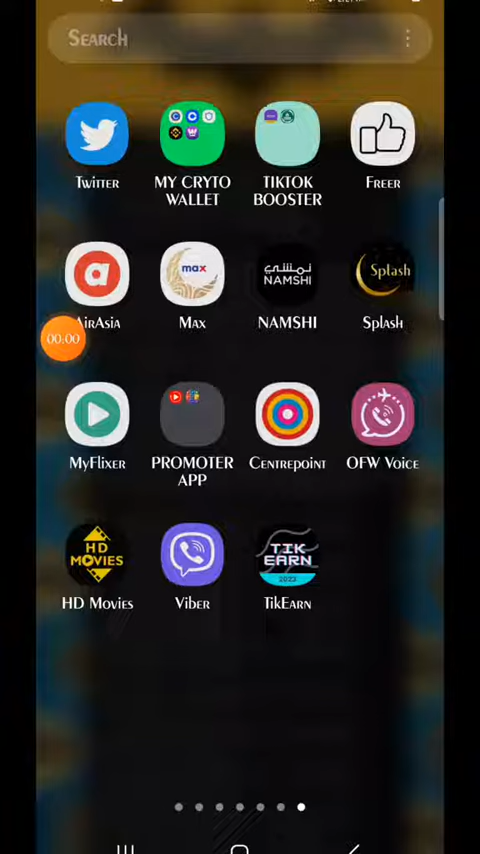 Search
Twitter
MY CRYTO
WALLET
TIKTOK
BOOSTER
Freer
a
AirAsia
max
Max
نمشي
NAMSHI
NAMSHI
Splash
Splash
00:00
MyFlixer
PROMOTER
APP
Centrepoint
OFW Voice
HD
MOVIES
HD Movies
Viber
TIK
EARN
2023
TikEarn